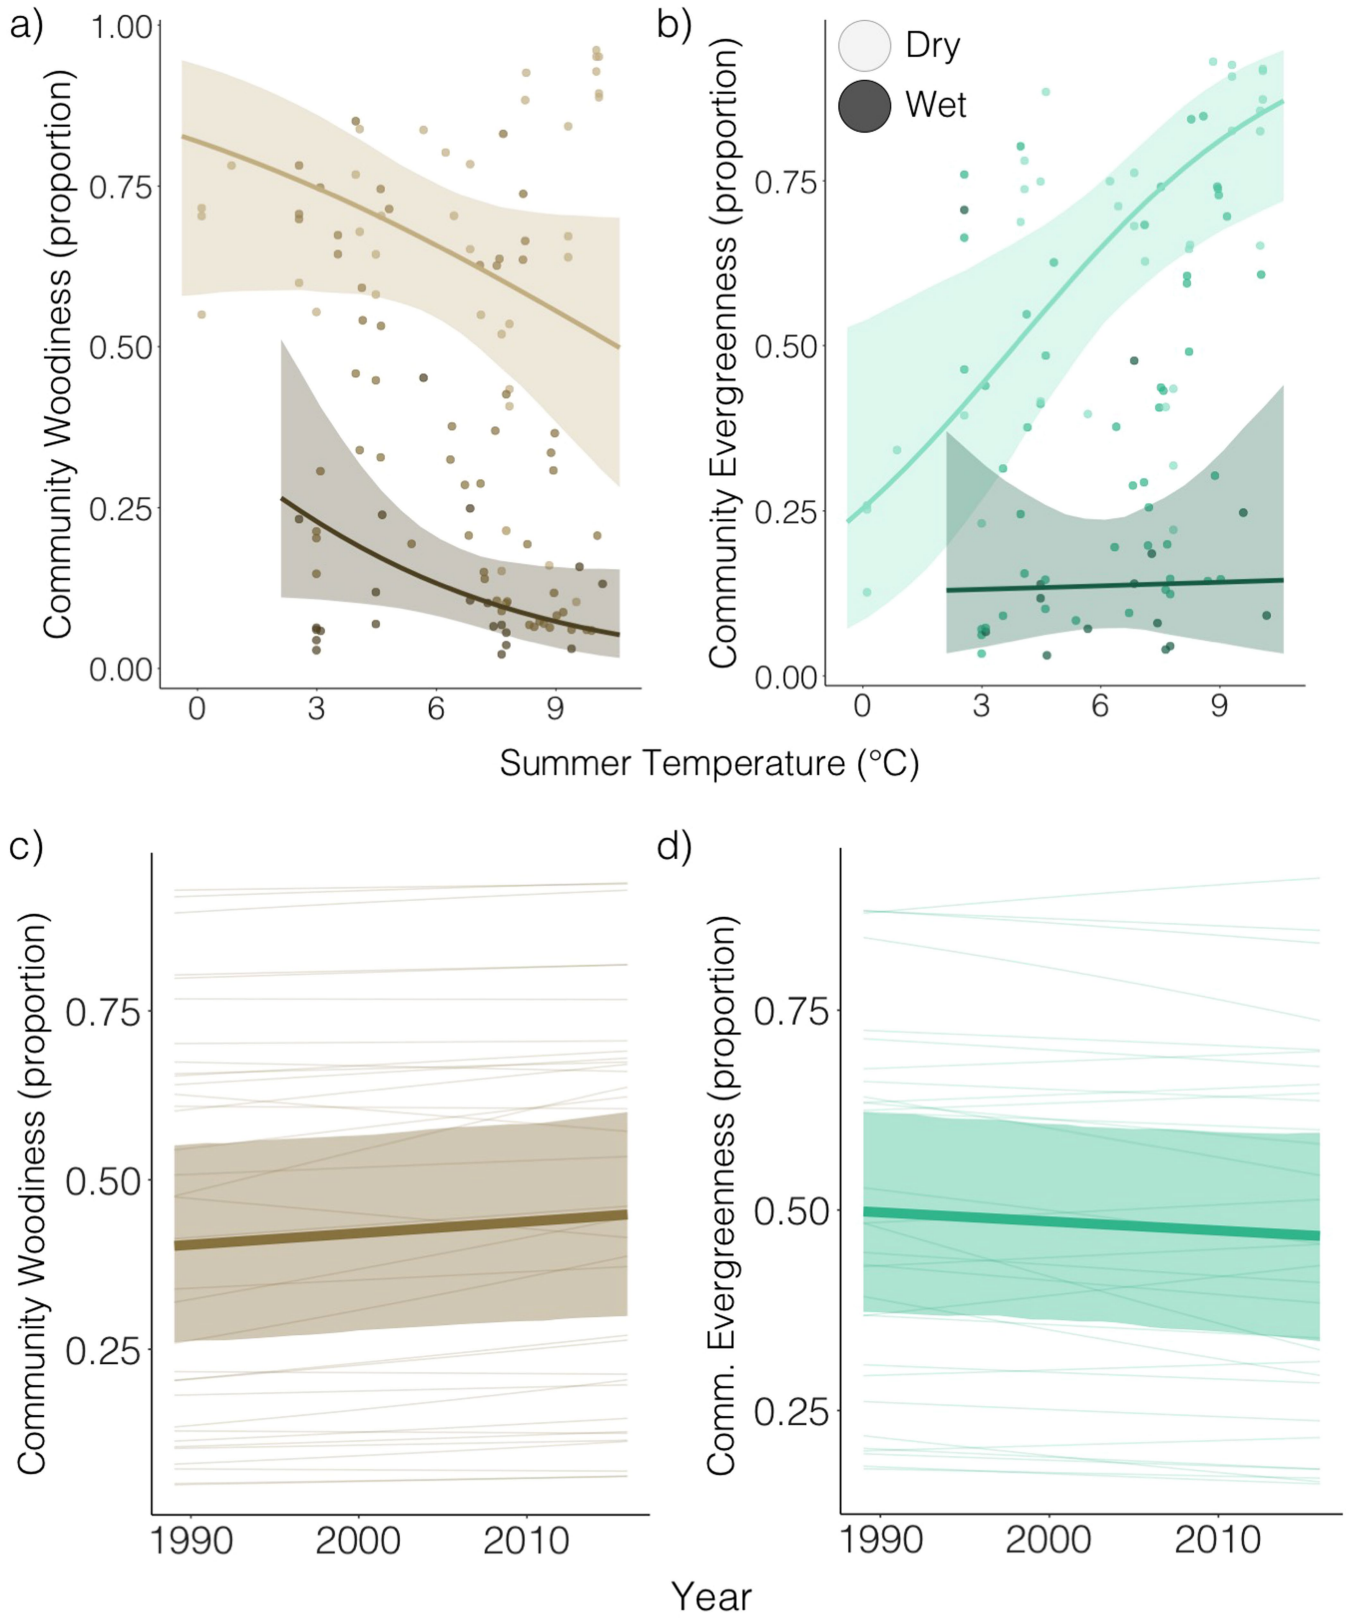 a)
Community Woodiness (proportion)
1.00
0.75
0.50
0.25
0.00
0 3 6 9
b)
Dry
Wet
Community Evergreenness (proportion)
0.75
0.50
0.25
0.00
0 3 6 9
Summer Temperature (°C)
c)
Community Woodiness (proportion)
0.75
0.50
0.25
1990 2000 2010
d)
Comm. Evergreenness (proportion)
0.75
0.50
0.25
1990 2000 2010
Year